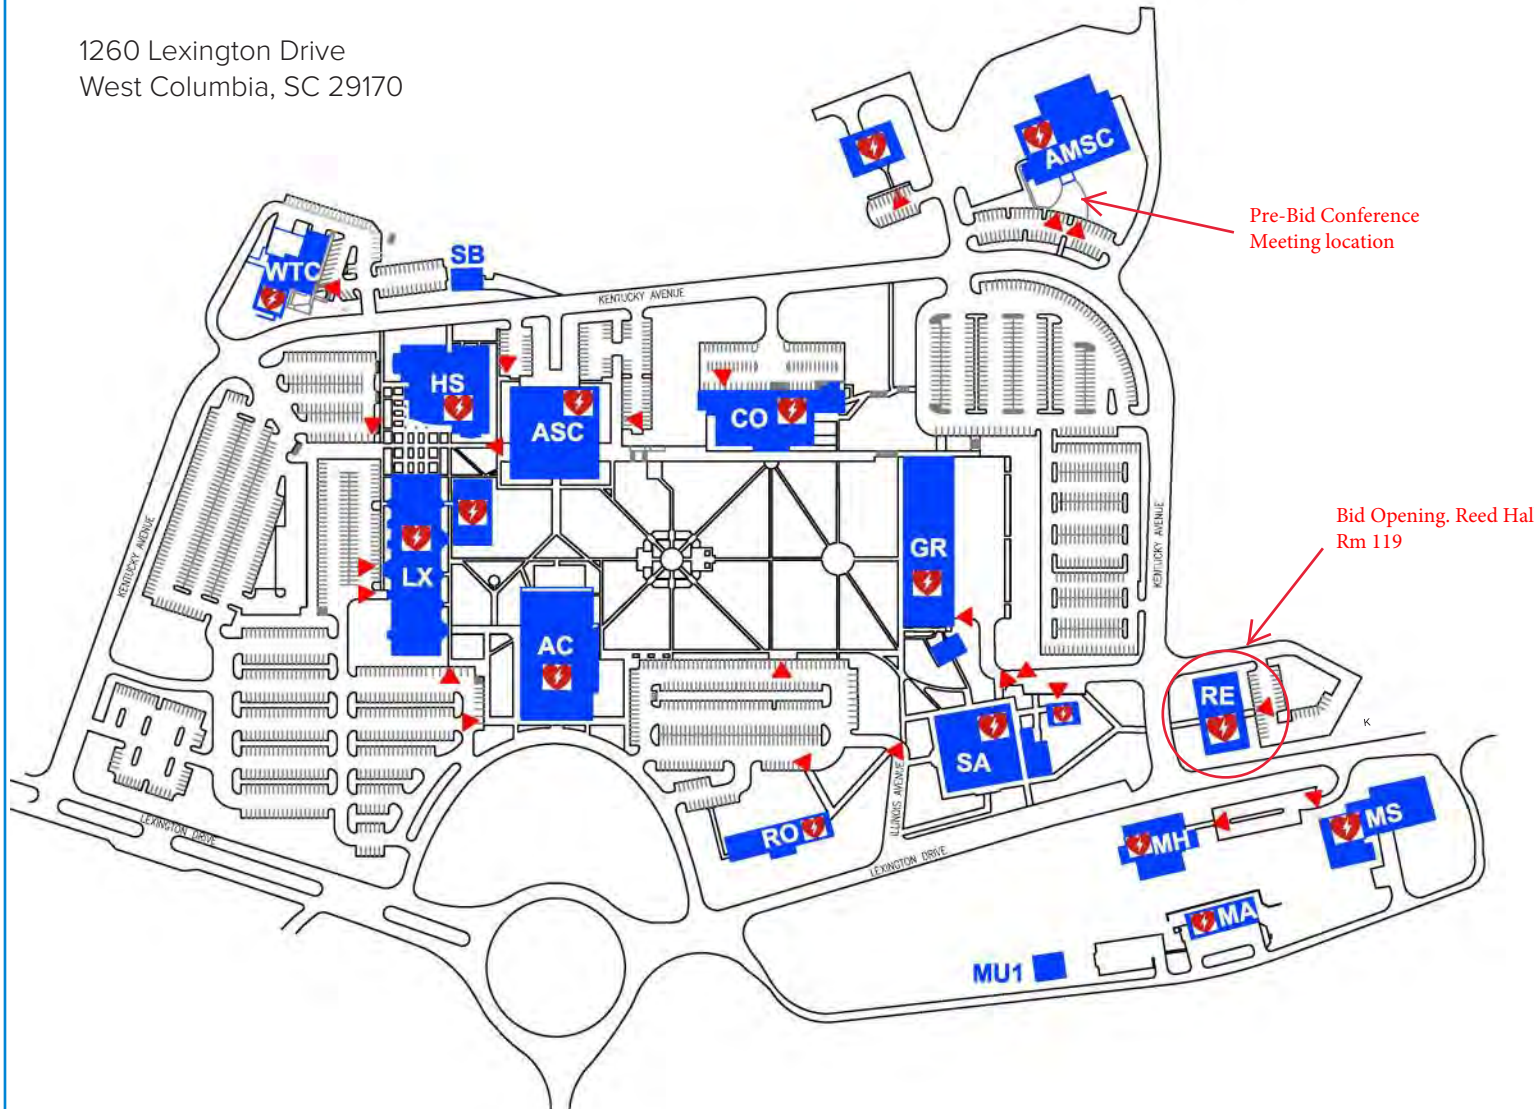 1260 Lexington Drive
West Columbia, SC 29170
AMSC
Pre-Bid Conference
Meeting location
SB
WTC
KENTUCKY AVENUE
HS
CO
ASC
Bid Opening. Reed Hal
Rm 119
KENTUCKY AVENUE
KENTUCKY AVENUE
GR
LX
AC
RE
K
SA
ILLINOIS AVENUE
MS
LEXINGTON DRIVE
RO
MH
LEXINGTON DRIVE
MA
MU1